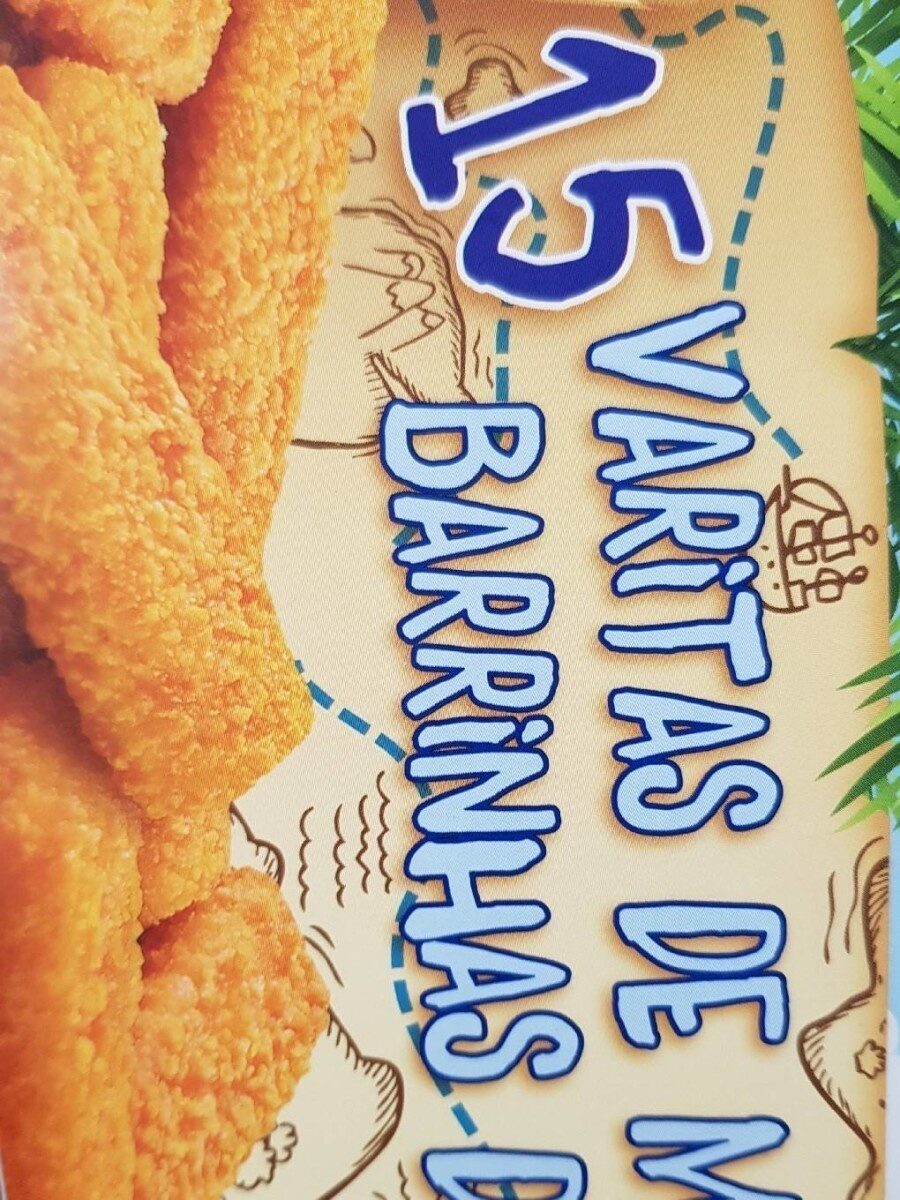 15
VARiTAS DE M
BARRiNHAS D